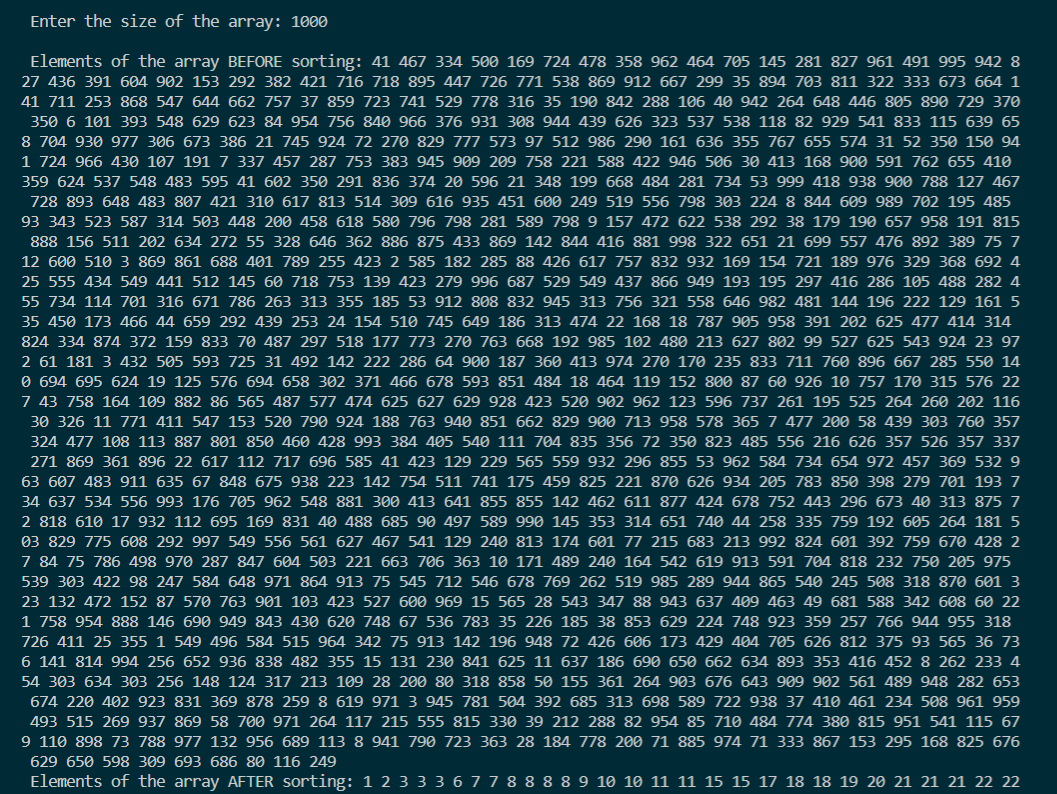 Enter the size of the array: 1000
Elements of the array BEFORE sorting: 41 467 334 500 169 724 478 358 962 464 705 145 281 827 961 491 995 942 8
27 436 391 604 902 153 292 382 421 716 718 895 447 726 771 538 869 912 667 299 35 894 703 811 322 333 673 664 1
41 711 253 868 547 644 662 757 37 859 723 741 529 778 316 35 190 842 288 106 40 942 264 648 446 805 890 729 370
350 6 101 393 548 629 623 84 954 756 840 966 376 931 308 944 439 626 323 537 538 118 82 929 541 833 115 639 65
8 704 930 977 306 673 386 21 745 924 72 270 829 777 573 97 512 986 290 161 636 355 767 655 574 31 52 350 150 94
1 724 966 430 107 191 7 337 457 287 753 383 945 909 209 758 221 588 422 946 506 30 413 168 900 591 762 655 410
359 624 537 548 483 595 41 602 350 291 836 374 20 596 21 348 199 668 484 281 734 53 999 418 938 900 788 127 467
728 893 648 483 807 421 310 617 813 514 309 616 935 451 600 249 519 556 798 303 224 8 844 609 989 702 195 485
93 343 523 587 314 503 448 200 458 618 580 796 798 281 589 798 9 157 472 622 538 292 38 179 190 657 958 191 815
888 156 511 202 634 272 55 328 646 362 886 875 433 869 142 844 416 881 998 322 651 21 699 557 476 892 389 75 7
12 600 510 3 869 861 688 401 789 255 423 2 585 182 285 88 426 617 757 832 932 169 154 721 189 976 329 368 692 4
25 555 434 549 441 512 145 60 718 753 139 423 279 996 687 529 549 437 866 949 193 195 297 416 286 105 488 282 4
55 734 114 701 316 671 786 263 313 355 185 53 912 808 832 945 313 756 321 558 646 982 481 144 196 222 129 161 5
35 450 173 466 44 659 292 439 253 24 154 510 745 649 186 313 474 22 168 18 787 905 958 391 202 625 477 414 314
824 334 874 372 159 833 70 487 297 518 177 773 270 763 668 192 985 102 480 213 627 802 99 527 625 543 924 23 97
2 61 181 3 432 505 593 725 31 492 142 222 286 64 900 187 360 413 974 270 170 235 833 711 760 896 667 285 550 14
0 694 695 624 19 125 576 694 658 302 371 466 678 593 851 484 18 464 119 152 800 87 60 926 10 757 170 315 576 22
7 43 758 164 109 882 86 565 487 577 474 625 627 629 928 423 520 902 962 123 596 737 261 195 525 264 260 202 116
30 326 11 771 411 547 153 520 790 924 188 763 940 851 662 829 900 713 958 578 365 7 477 200 58 439 303 760 357
324 477 108 113 887 801 850 460 428 993 384 405 540 111 704 835 356 72 350 823 485 556 216 626 357 526 357 337
271 869 361 896 22 617 112 717 696 585 41 423 129 229 565 559 932 296 855 53 962 584 734 654 972 457 369 532 9
63 607 483 911 635 67 848 675 938 223 142 754 511 741 175 459 825 221 870 626 934 205 783 850 398 279 701 193 7
34 637 534 556 993 176 705 962 548 881 300 413 641 855 855 142 462 611 877 424 678 752 443 296 673 40 313 875 7
2 818 610 17 932 112 695 169 831 40 488 685 90 497 589 990 145 353 314 651 740 44 258 335 759 192 605 264 181 5
03 829 775 608 292 997 549 556 561 627 467 541 129 240 813 174 601 77 215 683 213 992 824 601 392 759 670 428 2
7 84 75 786 498 970 287 847 604 503 221 663 706 363 10 171 489 240 164 542 619 913 591 704 818 232 750 205 975
539 303 422 98 247 584 648 971 864 913 75 545 712 546 678 769 262 519 985 289 944 865 540 245 508 318 870 601 3
23 132 472 152 87 570 763 901 103 423 527 600 969 15 565 28 543 347 88 943 637 409 463 49 681 588 342 608 60 22
1 758 954 888 146 690 949 843 430 620 748 67 536 783 35 226 185 38 853 629 224 748 923 359 257 766 944 955 318
726 411 25 355 1 549 496 584 515 964 342 75 913 142 196 948 72 426 606 173 429 404 705 626 812 375 93 565 36 73
6 141 814 994 256 652 936 838 482 355 15 131 230 841 625 11 637 186 690 650 662 634 893 353 416 452 8 262 233 4
54 303 634 303 256 148 124 317 213 109 28 200 80 318 858 50 155 361 264 903 676 643 909 902 561 489 948 282 653
674 220 402 923 831 369 878 259 8 619 971 3 945 781 504 392 685 313 698 589 722 938 37 410 461 234 508 961 959
493 515 269 937 869 58 700 971 264 117 215 555 815 330 39 212 288 82 954 85 710 484 774 380 815 951 541 115 67
9 110 898 73 788 977 132 956 689 113 8 941 790 723 363 28 184 778 200 71 885 974 71 333 867 153 295 168 825 676
629 650 598 309 693 686 80 116 249
Elements of the array AFTER sorting: 1 2 3 3 3 6 7 7 8 8 8 8 9 10 10 11 11 15 15 17 18 18 19 20 21 21 21 22 22